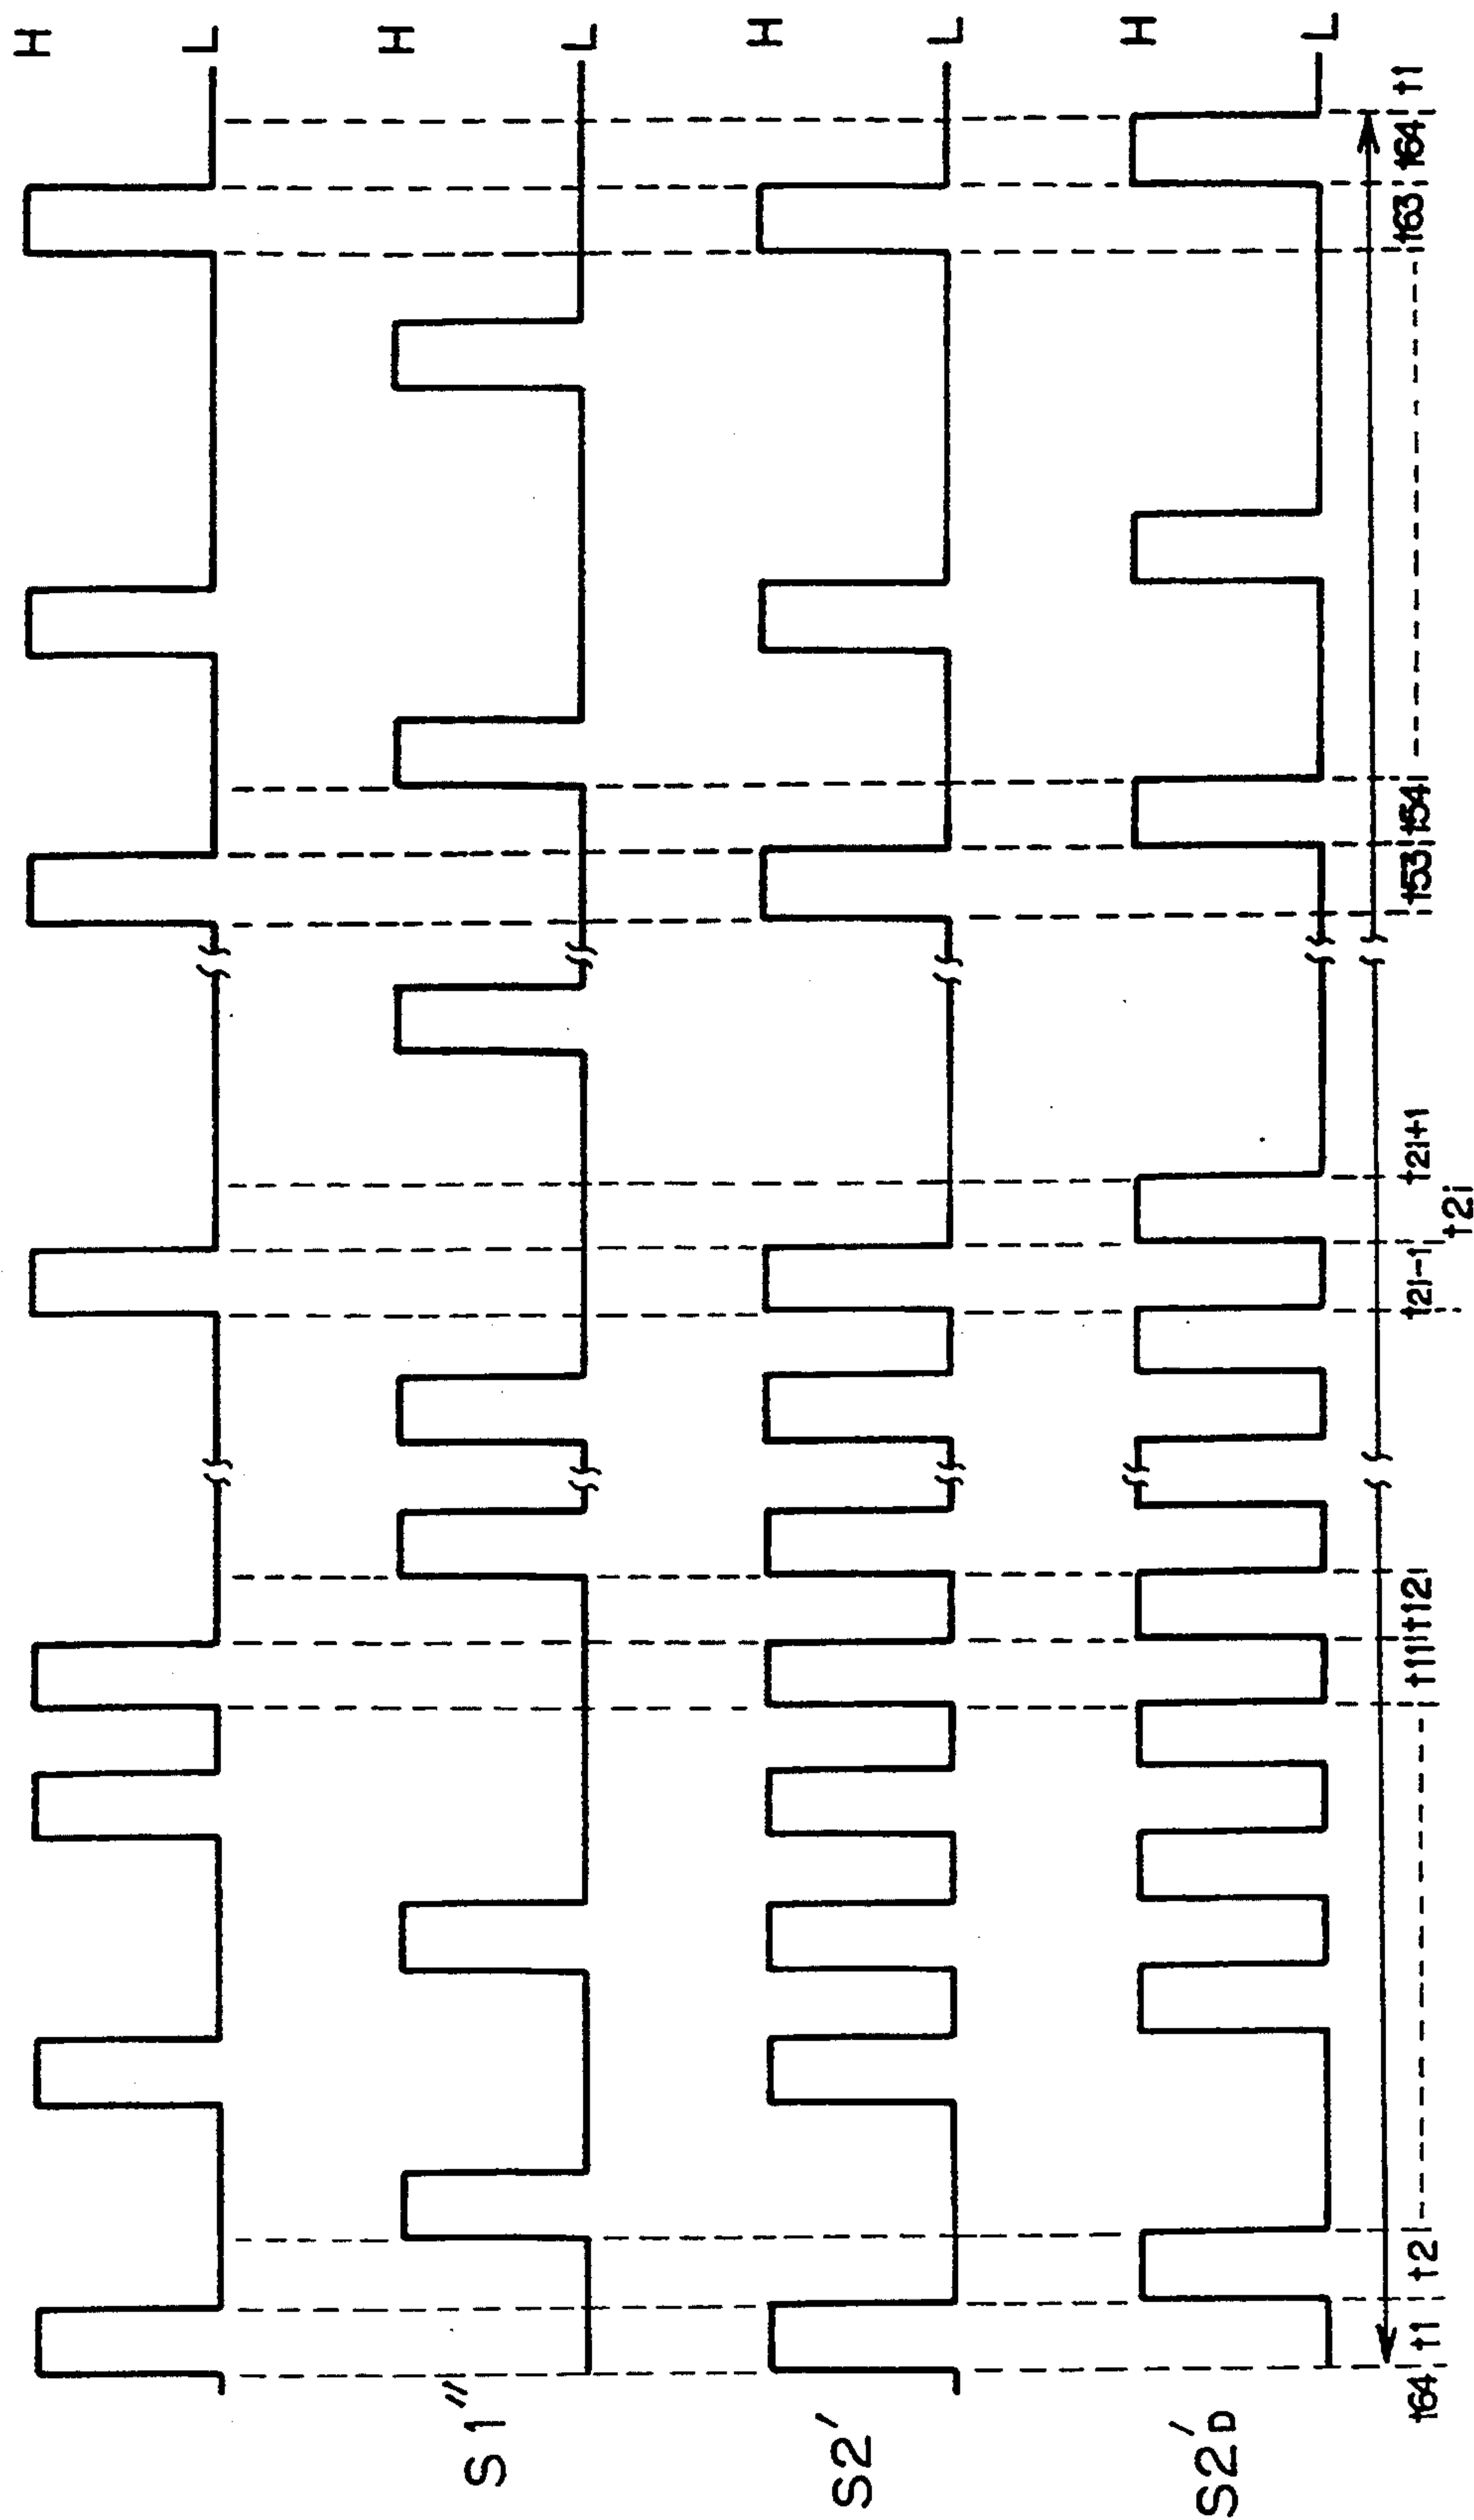 H
L
H
L
S1″
H
L
S2′
H
L
S2′D
t64 t1 t2 t11 t12 t2i-1 t2i t2i+1 t53 t54 t63 t64 t1